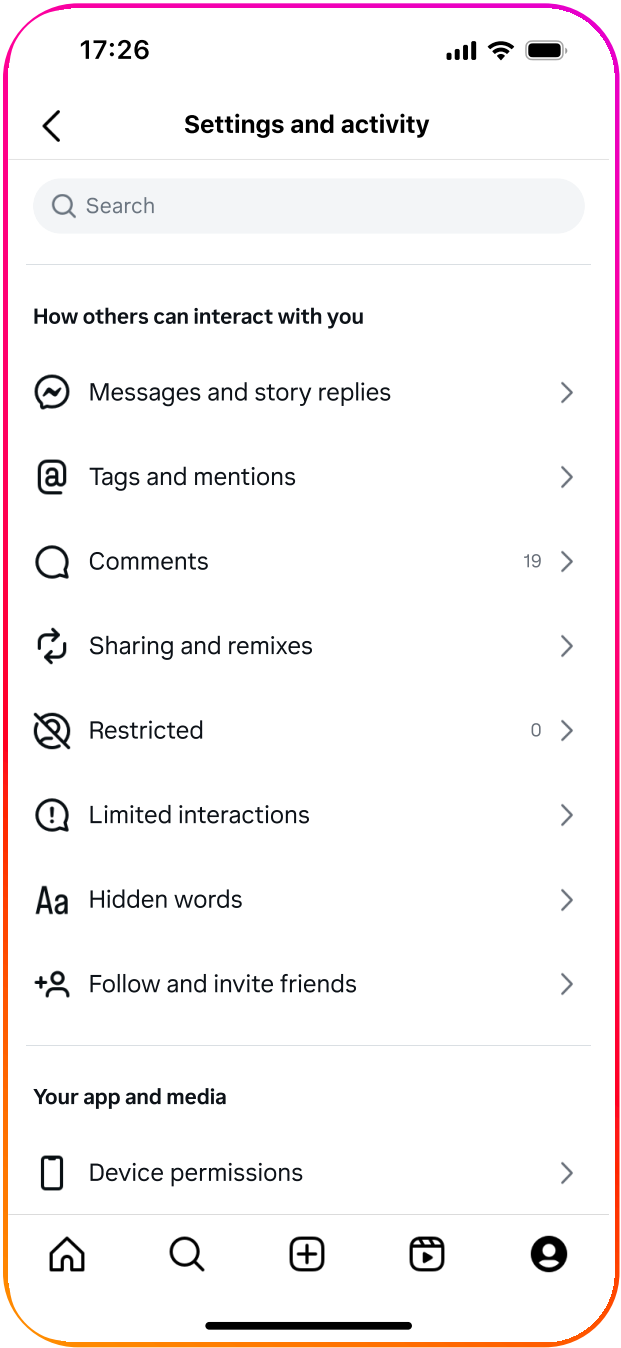 17:26
Settings and activity
Search
How others can interact with you
Messages and story replies
Tags and mentions
Comments 19
Sharing and remixes
Restricted 0
Limited interactions
Aa Hidden words
Follow and invite friends
Your app and media
Device permissions